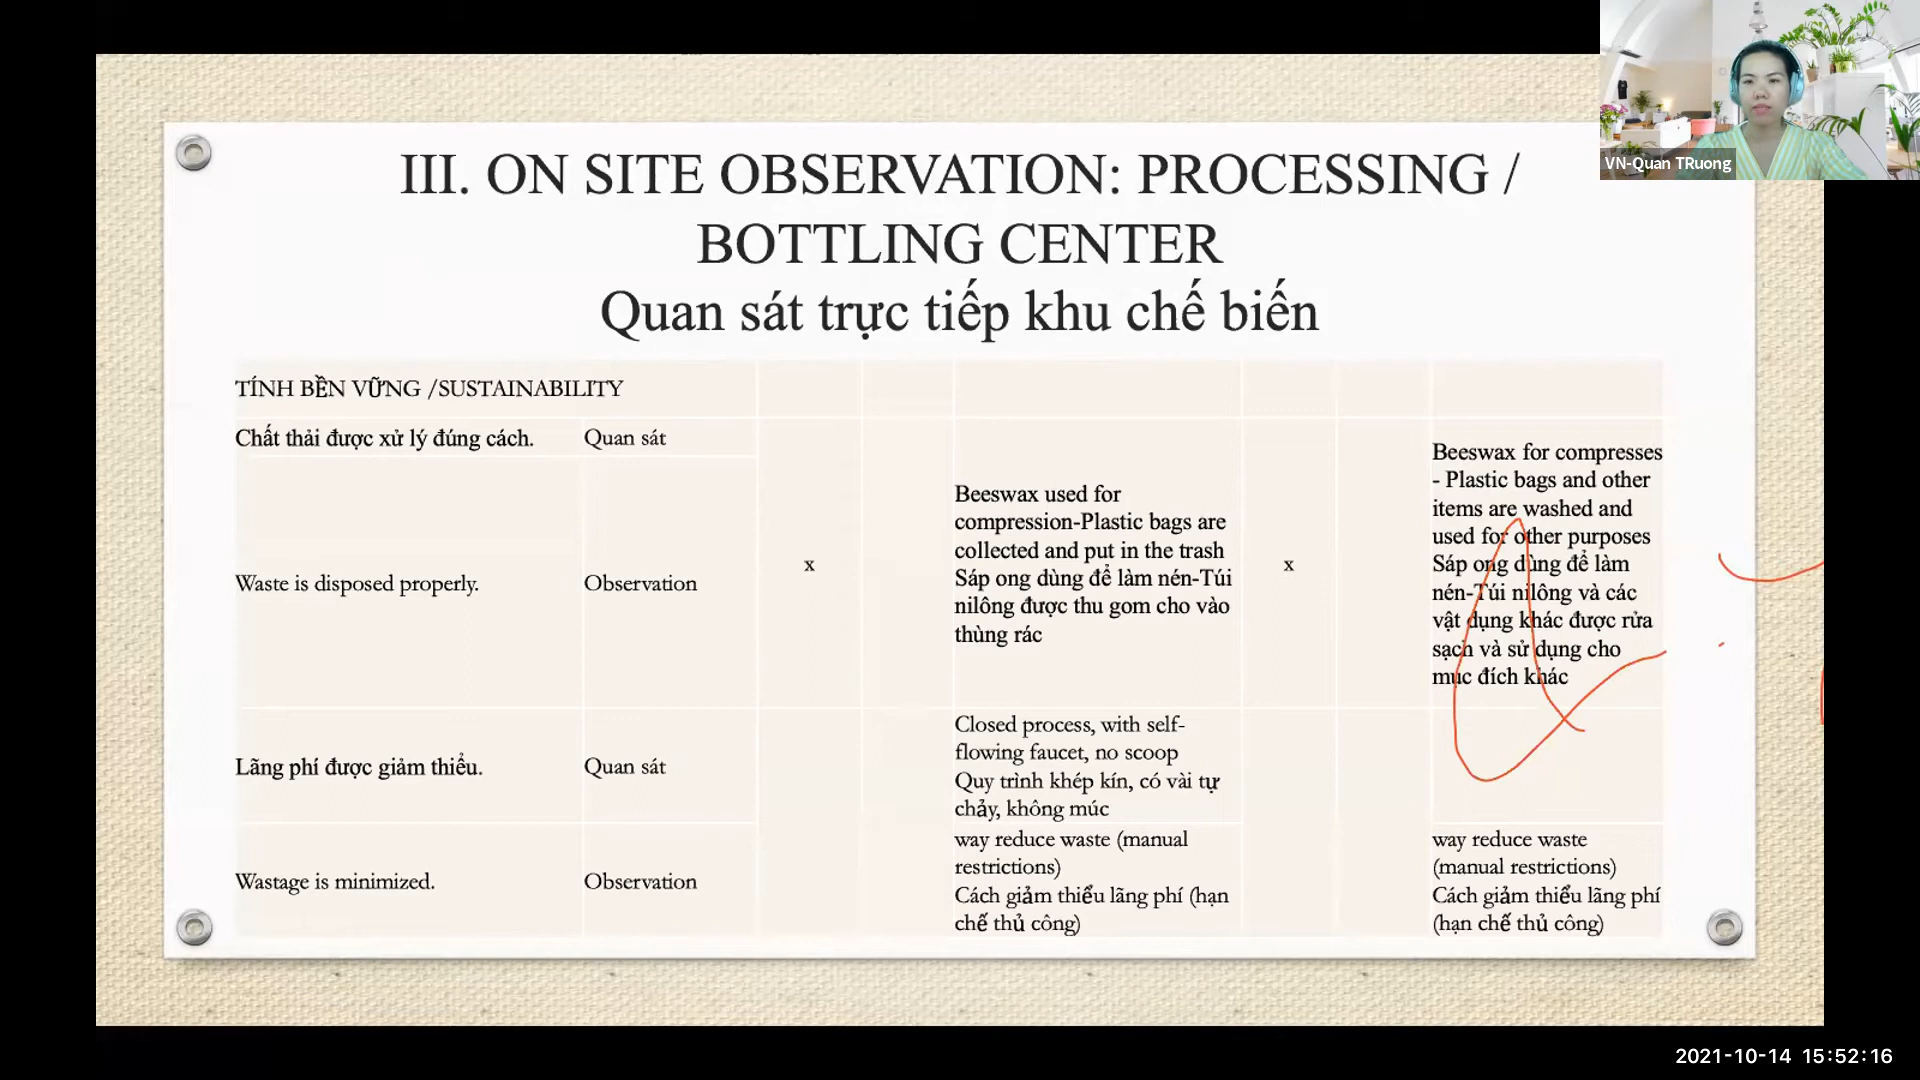 VN-Quan TRuong
III. ON SITE OBSERVATION: PROCESSING /
BOTTLING CENTER
Quan sát trực tiếp khu chế biến
TÍNH BỀN VỮNG /SUSTAINABILITY
Chất thải được xử lý đúng cách.
Quan sát
Waste is disposed properly.
Observation
x
Beeswax used for
compression-Plastic bags are
collected and put in the trash
Sáp ong dùng để làm nén-Túi
nilông được thu gom cho vào
thùng rác
x
Beeswax for compresses
- Plastic bags and other
items are washed and
used for other purposes
Sáp ong dùng để làm
nén-Túi nilông và các
vật dụng khác được rửa
sạch và sử dụng cho
mục đích khác
Lãng phí được giảm thiểu.
Quan sát
Closed process, with self-
flowing faucet, no scoop
Quy trình khép kín, có vài tự
chảy, không múc
Wastage is minimized.
Observation
way reduce waste (manual
restrictions)
Cách giảm thiểu lãng phí (hạn
chế thủ công)
way reduce waste
(manual restrictions)
Cách giảm thiểu lãng phí
(hạn chế thủ công)
2021-10-14 15:52:16